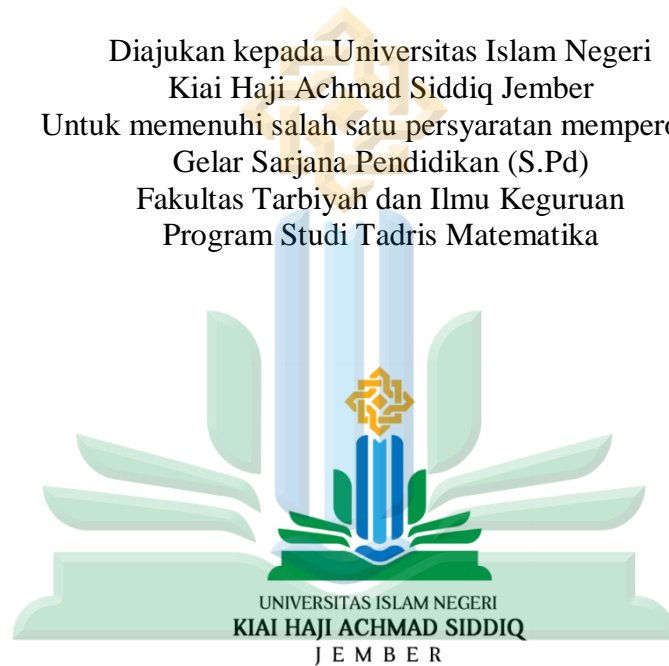 Diajukan kepada Universitas Islam Negeri
Kiai Haji Achmad Siddiq Jember
Untuk memenuhi salah satu persyaratan
Gelar Sarjana Pendidikan (S.Pd)
Fakultas Tarbiyah dan Ilmu Keguruan
Program Studi Tadris Matematika
UNIVERSITAS ISLAM NEGERI
KIAI HAJI ACHMAD SIDDIQ
JEMBER